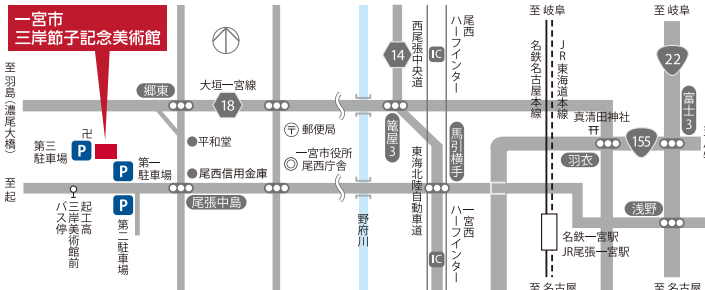 一宮市
三岸節子記念美術館
至 羽島（濃尾大橋）
郷東
大垣一宮線
18
西尾張中央道
14
尾西
ハーフインター
IC
至 岐阜
名鉄名古屋本線
JR東海道本線
至 岐阜
22
富士3
真清田神社
155
羽衣
卍
第三
駐車場
P
P
第一
駐車場
P
第二駐車場
平和堂
尾西信用金庫
〒郵便局
一宮市役所
尾西庁舎
籠屋3
馬引横手
東海北陸自動車道
至 起
起工高
三岸美術館前
バス停
尾張中島
野府川
一宮西
ハーフインター
IC
浅野
名鉄一宮駅
JR尾張一宮駅
至 名古屋
至 名古屋